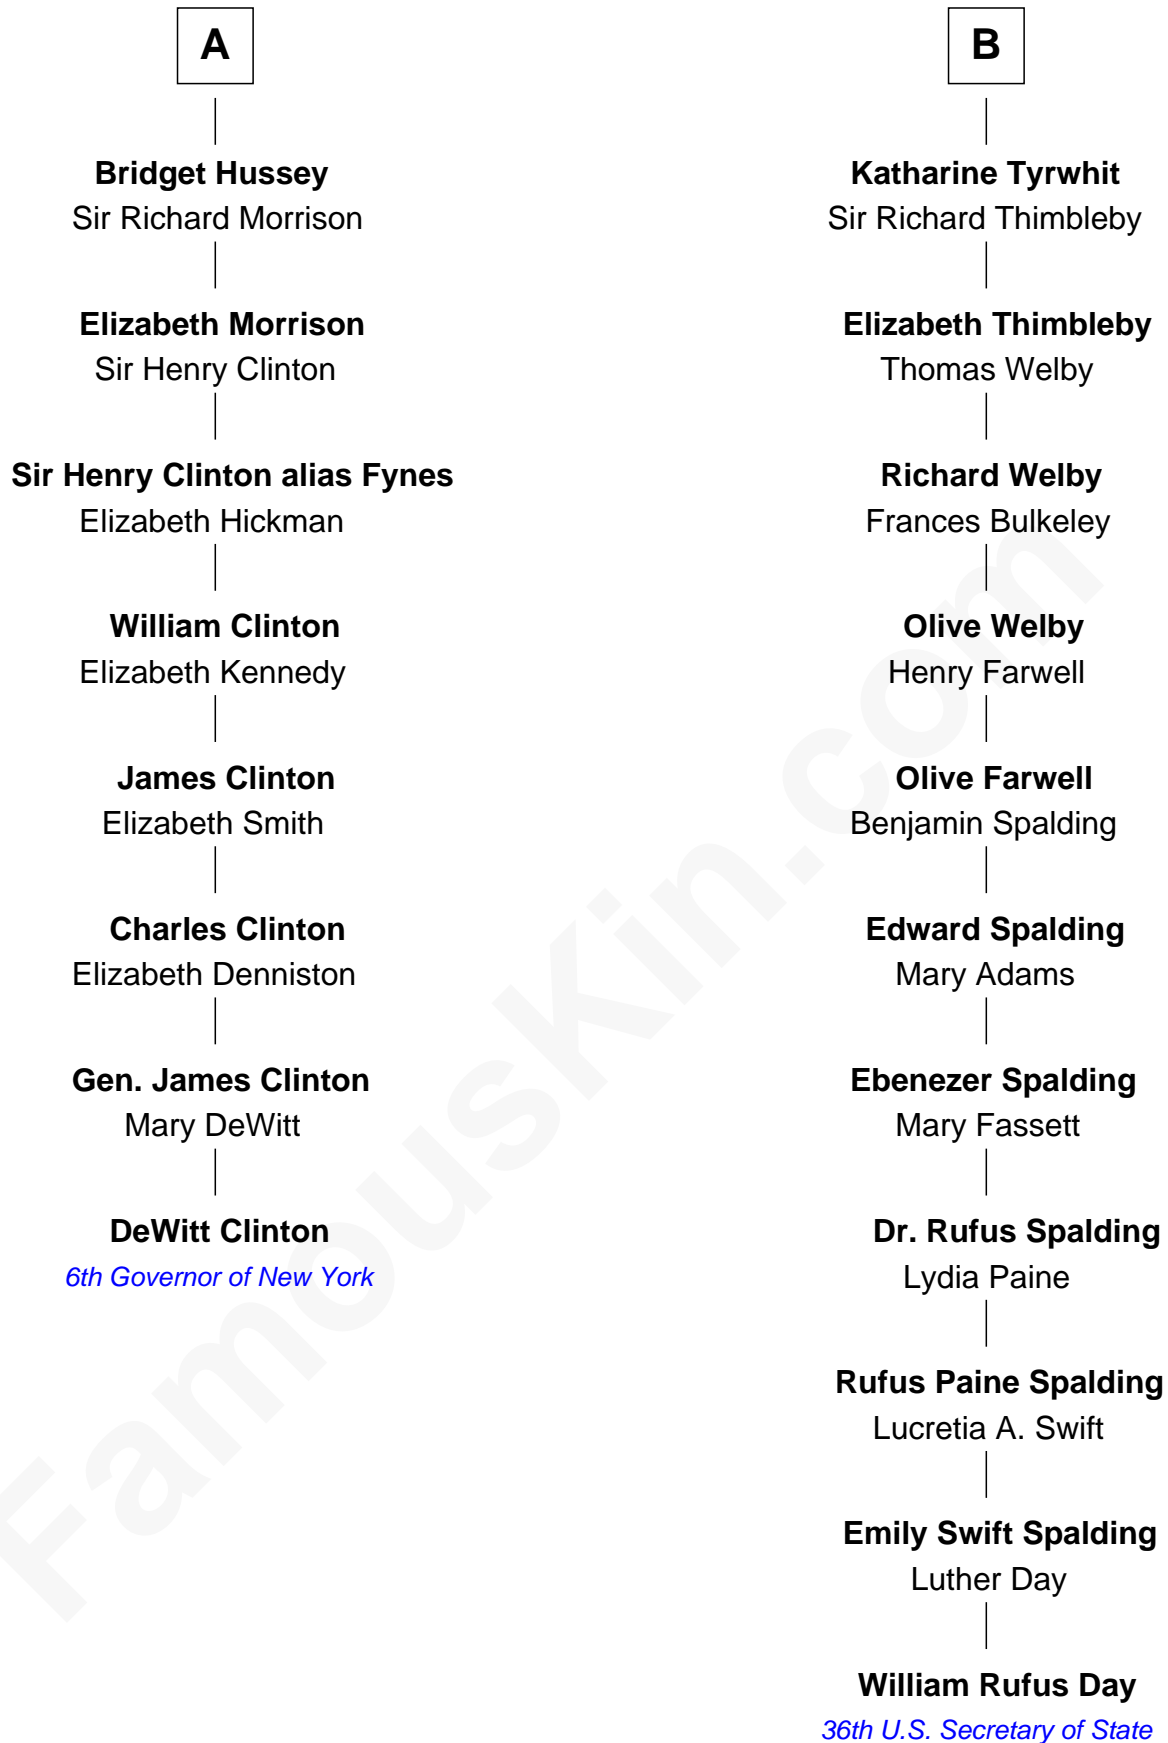 A
Bridget Hussey
Sir Richard Morrison
Elizabeth Morrison
Sir Henry Clinton
Sir Henry Clinton alias Fynes
Elizabeth Hickman
William Clinton
Elizabeth Kennedy
James Clinton
Elizabeth Smith
Charles Clinton
Elizabeth Denniston
Gen. James Clinton
Mary DeWitt
DeWitt Clinton
6th Governor of New York
B
Katharine Tyrwhit
Sir Richard Thimbleby
Elizabeth Thimbleby
Thomas Welby
Richard Welby
Frances Bulkeley
Olive Welby
Henry Farwell
Olive Farwell
Benjamin Spalding
Edward Spalding
Mary Adams
Ebenezer Spalding
Mary Fassett
Dr. Rufus Spalding
Lydia Paine
Rufus Paine Spalding
Lucretia A. Swift
Emily Swift Spalding
Luther Day
William Rufus Day
36th U.S. Secretary of State
FamousKin.com